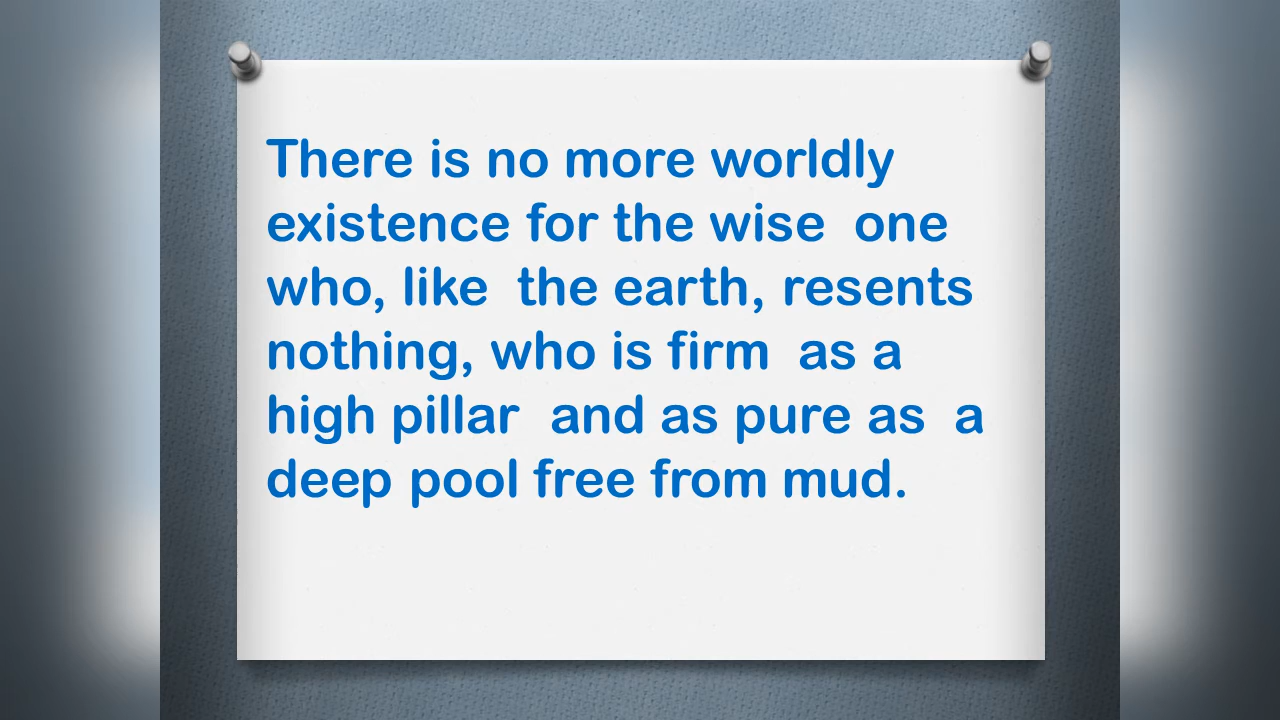 There is no more worldly
existence for the wise  one
who, like  the earth, resents
nothing, who is firm  as a
high pillar  and as pure as  a
deep pool free from mud.